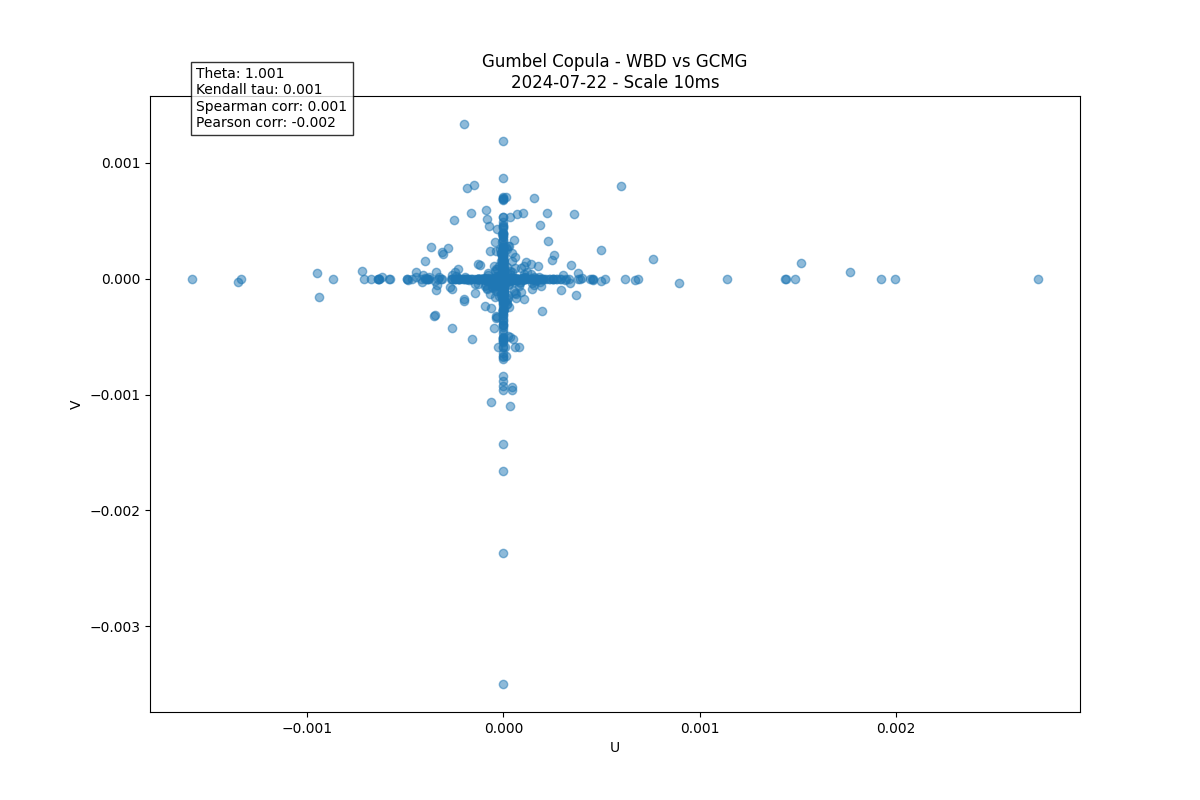 Gumbel Copula - WBD vs GCMG
2024-07-22 - Scale 10ms
Theta: 1.001
Kendall tau: 0.001
Spearman corr: 0.001
Pearson corr: -0.002
0.001
0.000
−0.001
−0.002
−0.003
V
−0.001
0.000
0.001
0.002
U